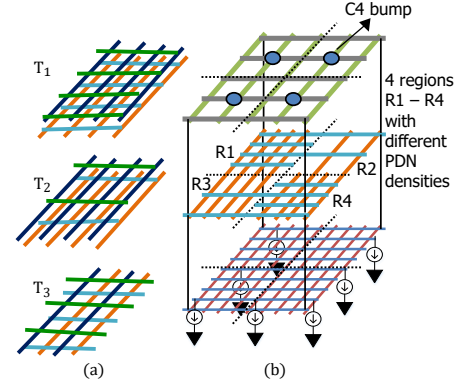 C4 bump
T1
4 regions
R1 – R4
with
different
PDN
densities
R1
R2
T2
R3
R4
T3
(a)
(b)